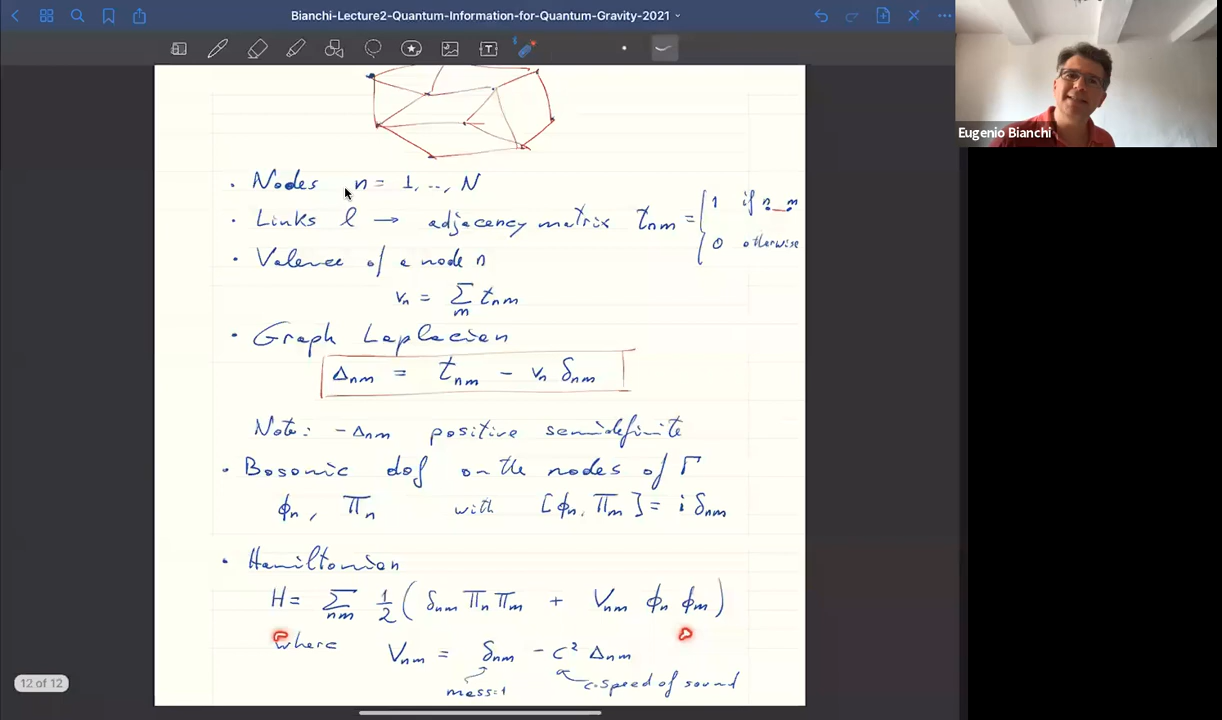 Bianchi-Lecture2-Quantum-Information-for-Quantum-Gravity-2021
Eugenio Bianchi
· Nodes n = 1, .., N
· Links l → adjacency matrix t_nm = { 1 if n m
0 otherwise
· Valence of a node n
v_n = Σ_m t_nm
· Graph Laplacian
Δ_nm = t_nm - v_n δ_nm
Note: -Δ_nm positive semidefinite
· Bosonic dof on the nodes of Γ
ϕ_n, π_n with [ϕ_n, π_m] = i δ_nm
· Hamiltonian
H = Σ_nm 1/2 ( δ_nm π_n π_m + V_nm ϕ_n ϕ_m )
where V_nm = δ_nm - c² Δ_nm
mass=1 c·speed of sound
12 of 12